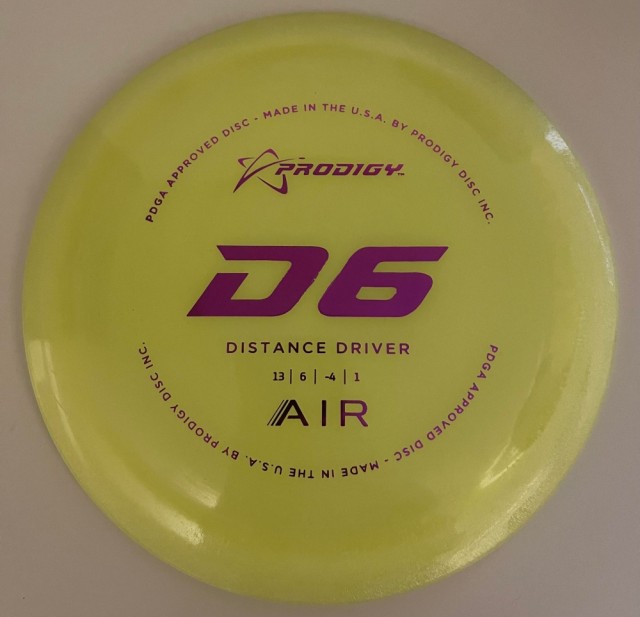 PDGA APPROVED DISC - MADE IN THE U.S.A. BY PRODIGY DISC INC.
PRODIGY™
D6
DISTANCE DRIVER
13 | 6 | -4 | 1
AIR
PDGA APPROVED DISC - MADE IN THE U.S.A. BY PRODIGY DISC INC.